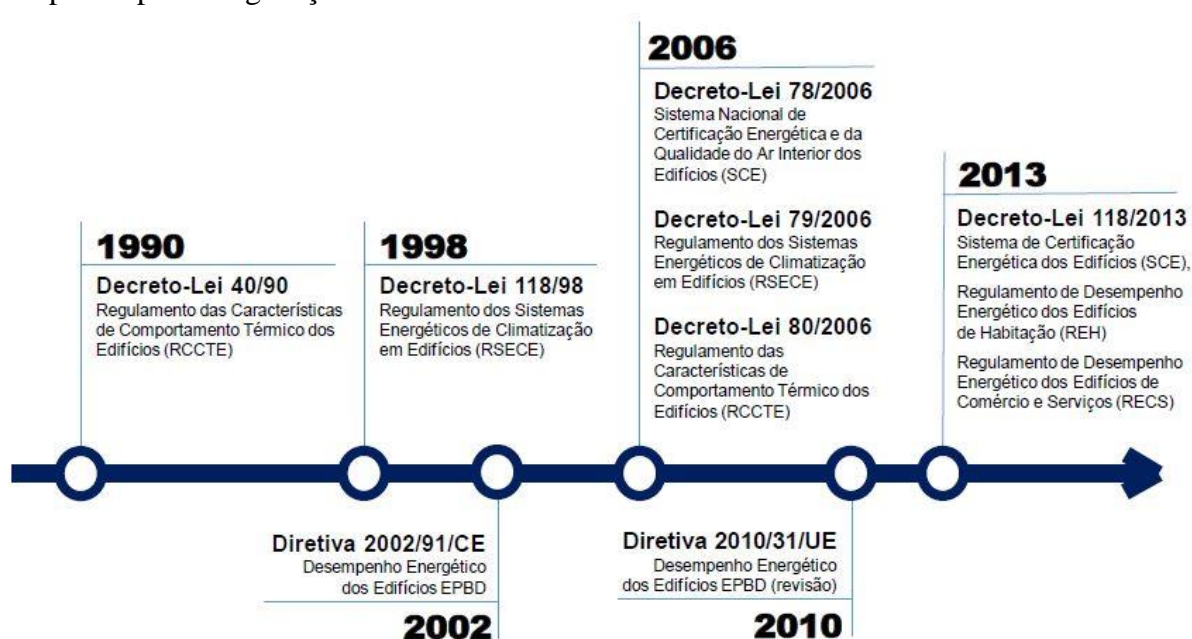 1990
Decreto-Lei 40/90
Regulamento das Características
de Comportamento Térmico dos
Edifícios (RCCTE)
1998
Decreto-Lei 118/98
Regulamento dos Sistemas
Energéticos de Climatização
em Edifícios (RSECE)
2006
Decreto-Lei 78/2006
Sistema Nacional de
Certificação Energética e da
Qualidade do Ar Interior dos
Edifícios (SCE)
Decreto-Lei 79/2006
Regulamento dos Sistemas
Energéticos de Climatização
em Edifícios (RSECE)
Decreto-Lei 80/2006
Regulamento das
Características de
Comportamento Térmico dos
Edifícios (RCCTE)
2013
Decreto-Lei 118/2013
Sistema de Certificação
Energética dos Edifícios (SCE),
Regulamento de Desempenho
Energético dos Edifícios
de Habitação (REH)
Regulamento de Desempenho
Energético dos Edifícios de
Comércio e Serviços (RECS)
Diretiva 2002/91/CE
Desempenho Energético
dos Edifícios EPBD
2002
Diretiva 2010/31/UE
Desempenho Energético
dos Edifícios EPBD (revisão)
2010